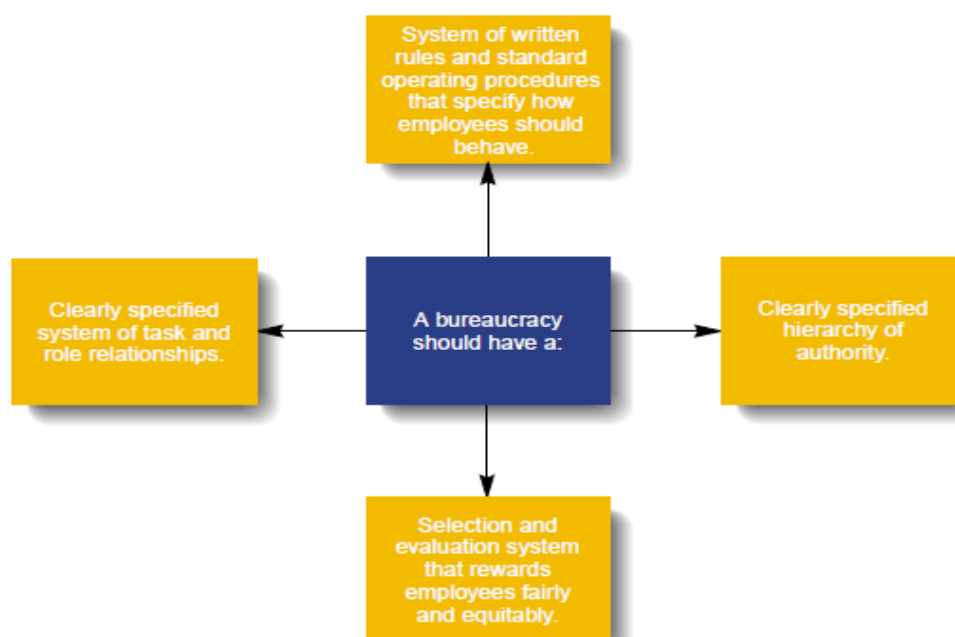 System of written
rules and standard
operating procedures
that specify how
employees should
behave.
Clearly specified
system of task and
role relationships.
A bureaucracy
should have a:
Clearly specified
hierarchy of
authority.
Selection and
evaluation system
that rewards
employees fairly
and equitably.